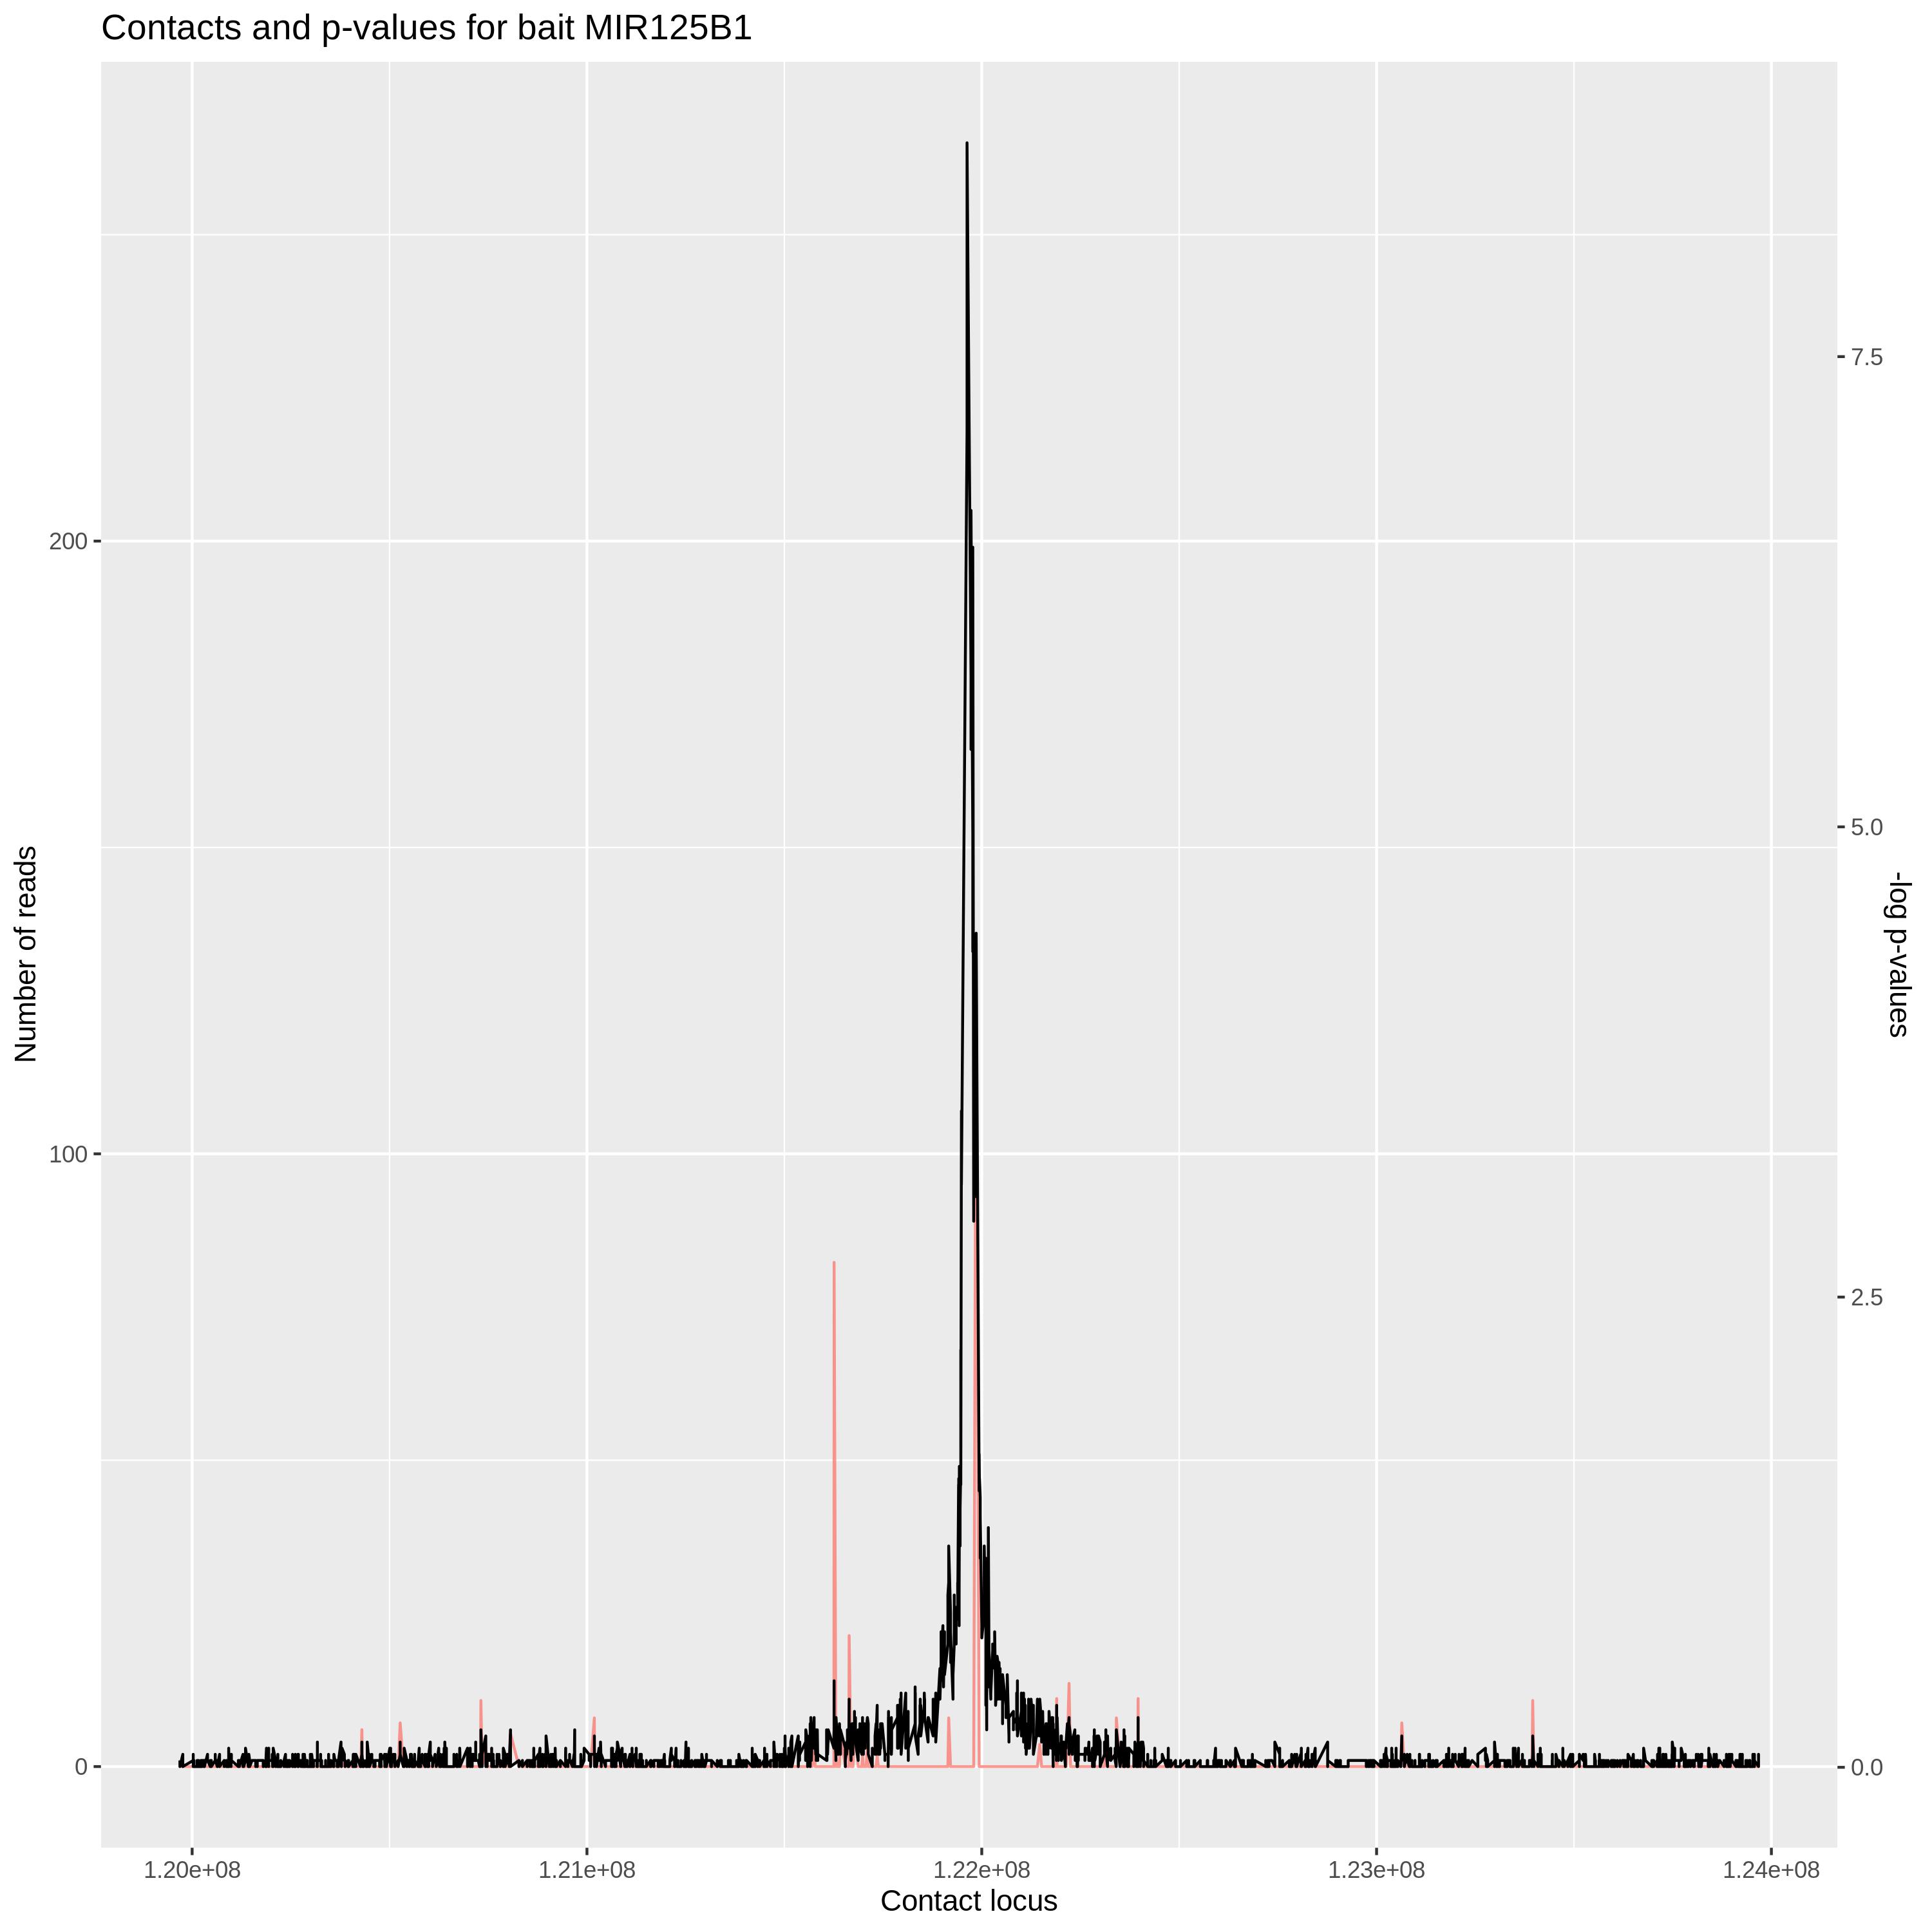 Contacts and p-values for bait MIR125B1
Number of reads
200
100
0
7.5
5.0
2.5
0.0
-log p-values
1.20e+08
1.21e+08
1.22e+08
1.23e+08
1.24e+08
Contact locus